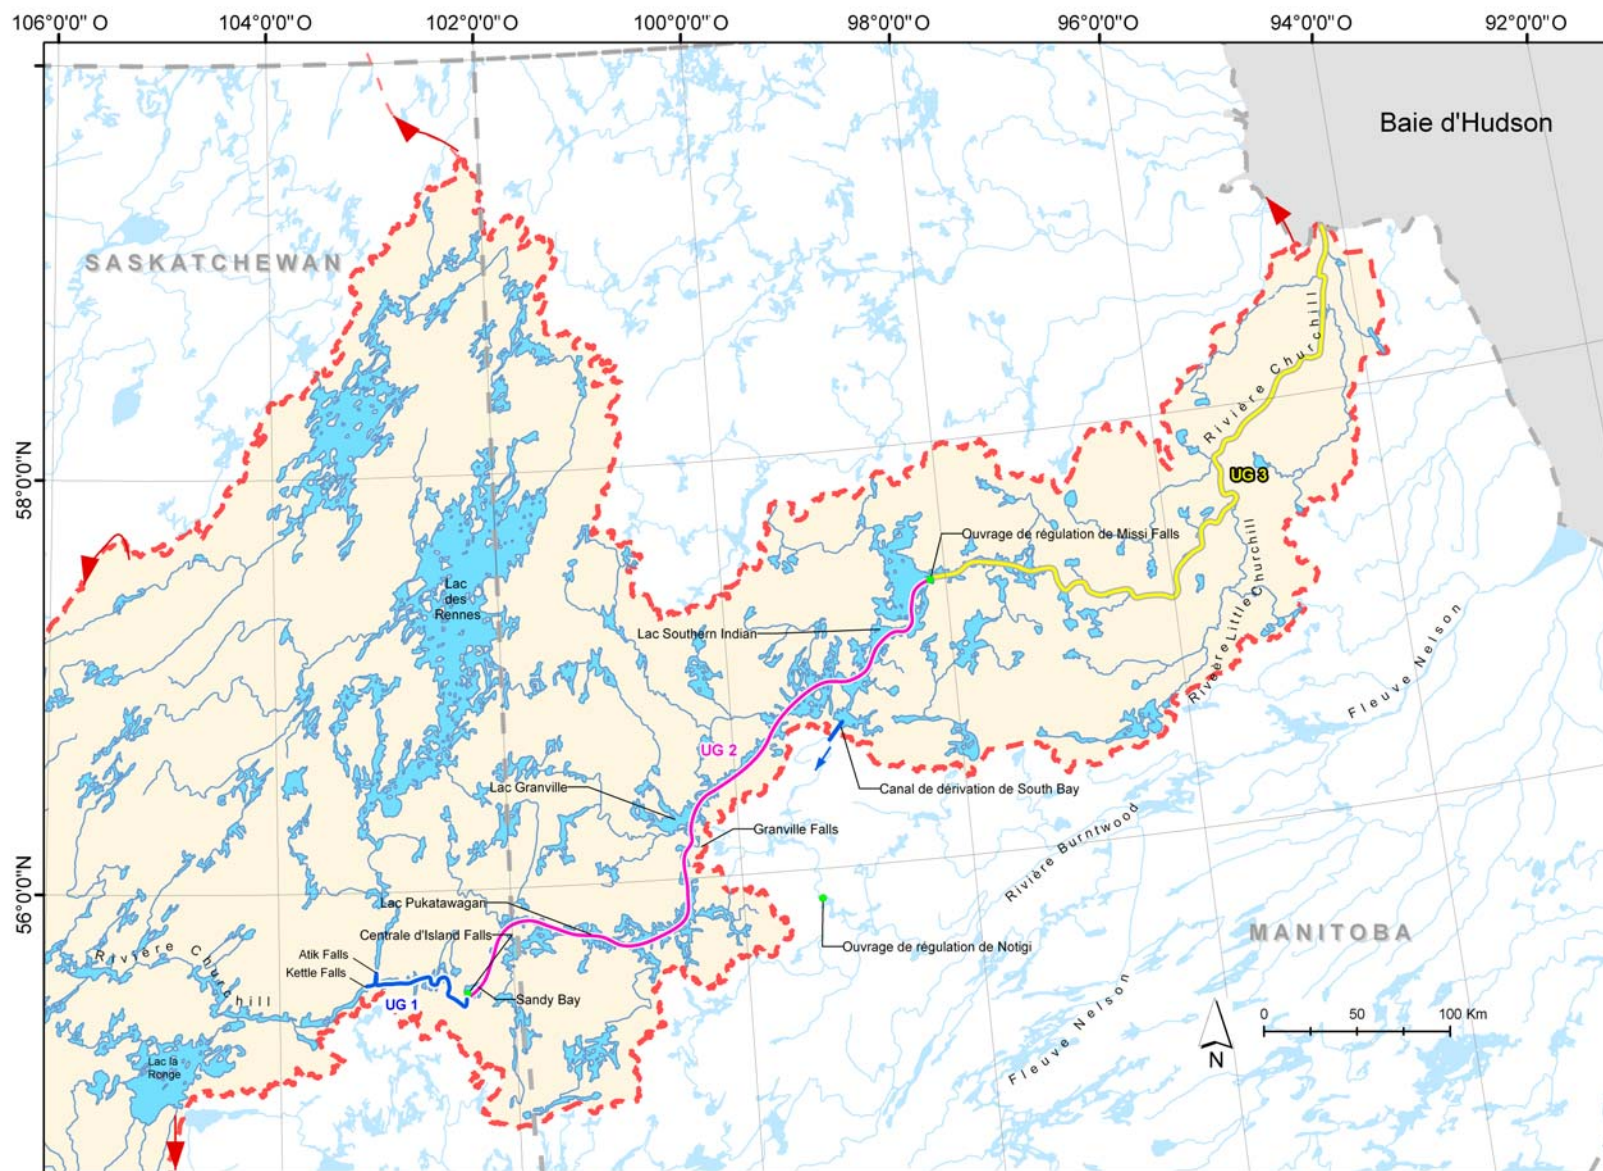 106°0'0"O
104°0'0"O
102°0'0"O
100°0'0"O
98°0'0"O
96°0'0"O
94°0'0"O
92°0'0"O
Baie d'Hudson
SASKATCHEWAN
Rivière Churchill
58°0'0"N
UG 3
Ouvrage de régulation de Missi Falls
Lac
des
Rennes
Rivière Little Churchill
Lac Southern Indian
Fleuve Nelson
UG 2
Lac Granville
Canal de dérivation de South Bay
Granville Falls
Rivière Burntwood
56°0'0"N
Lac Pukatawagan
Centrale d'Island Falls
Ouvrage de régulation de Notigi
MANITOBA
Rivière Churchill
Atik Falls
Kettle Falls
UG 1
Sandy Bay
Fleuve Nelson
0 50 100 Km
N
Lac la
Ronge